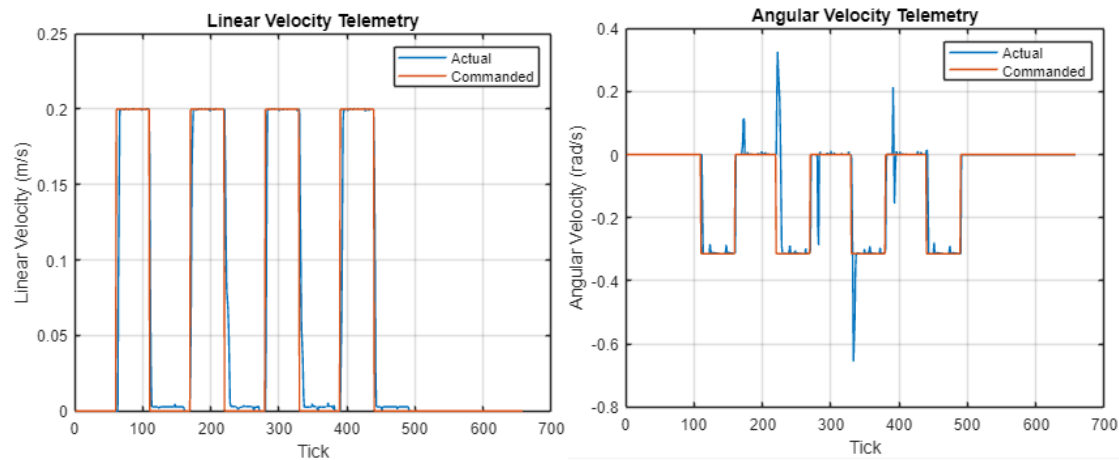 Linear Velocity Telemetry
0.25
0.2
0.15
0.1
0.05
0
Linear Velocity (m/s)
Actual
Commanded
0 100 200 300 400 500 600 700
Tick
Angular Velocity Telemetry
0.4
0.2
0
-0.2
-0.4
-0.6
-0.8
Angular Velocity (rad/s)
Actual
Commanded
0 100 200 300 400 500 600 700
Tick